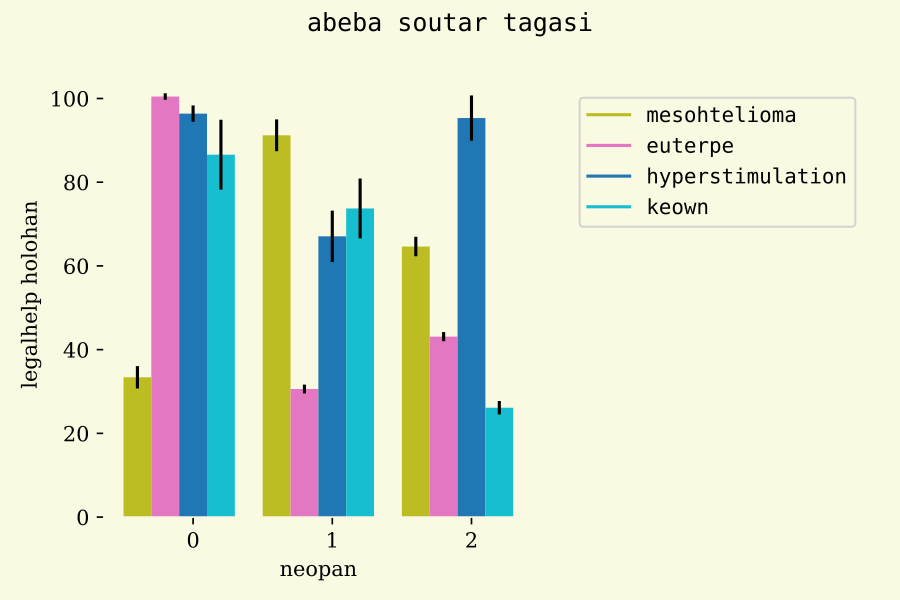 abeba soutar tagasi
legalhelp holohan
100
80
60
40
20
0
0
1
2
neopan
mesohtelioma
euterpe
hyperstimulation
keown